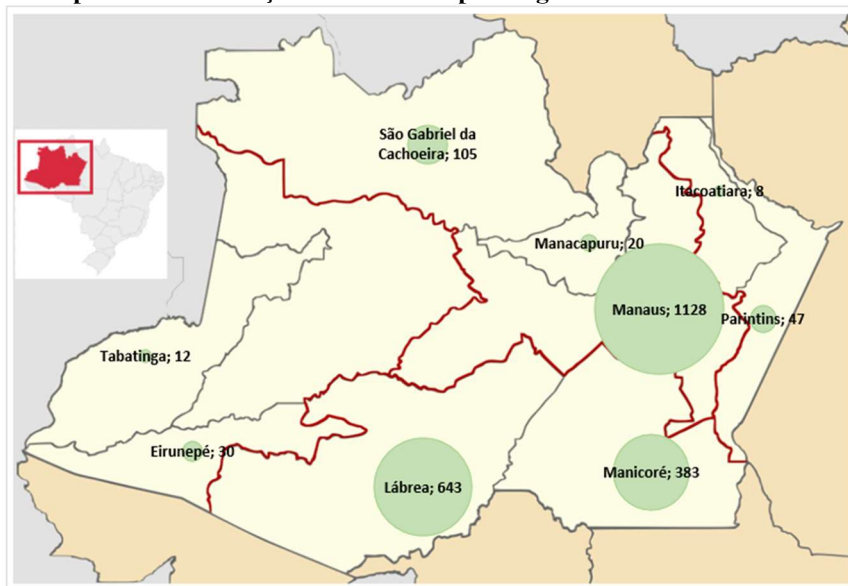 São Gabriel da
Cachoeira; 105
Itacoatiara; 8
Manacapuru; 20
Manaus; 1128
Parintins; 47
Tabatinga; 12
Eirunepé; 30
Lábrea; 643
Manicoré; 383